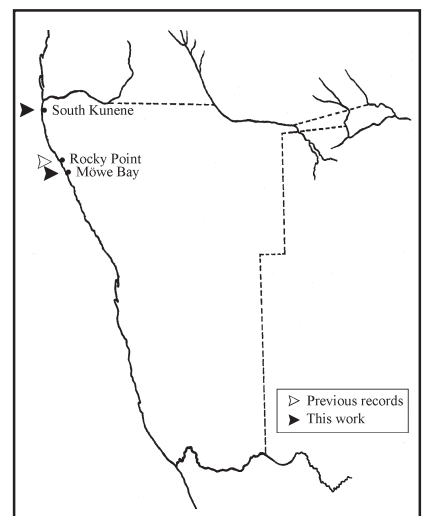 South Kunene
Rocky Point
Möwe Bay
Previous records
This work